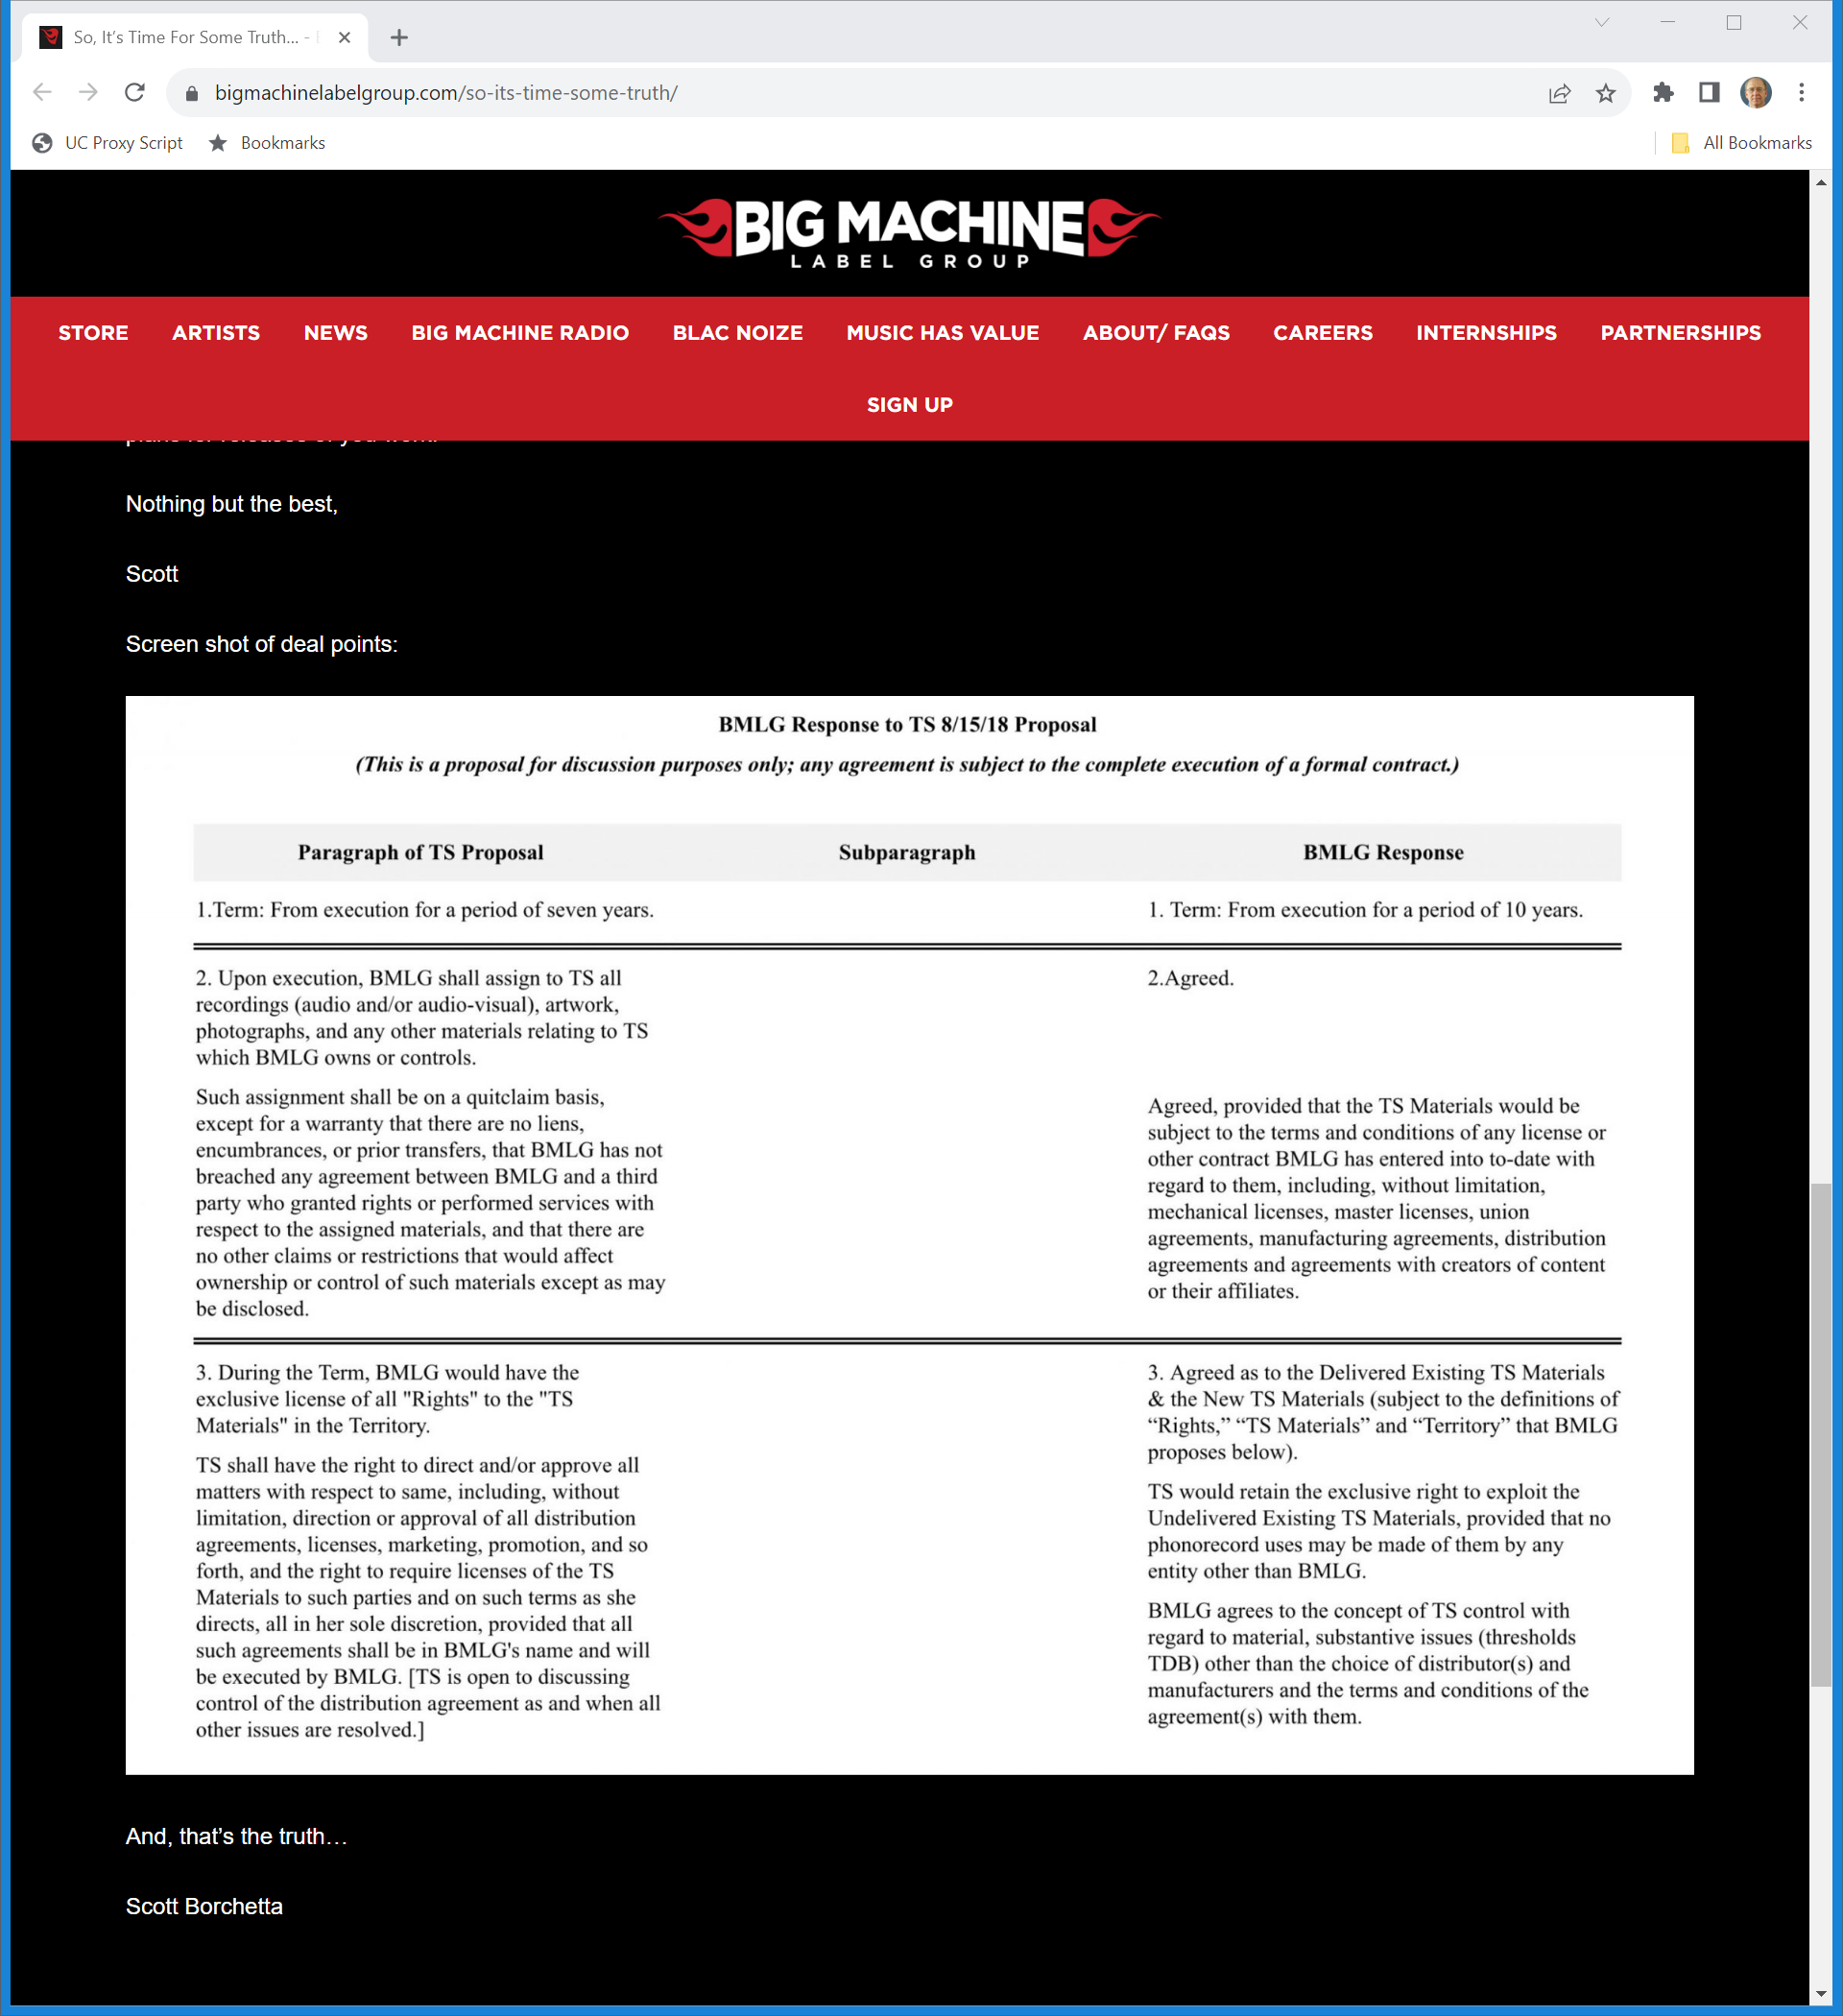 So, It’s Time For Some Truth... -
bigmachinelabelgroup.com/so-its-time-some-truth/
UC Proxy Script
Bookmarks
All Bookmarks
BIG MACHINE
LABEL GROUP
STORE ARTISTS NEWS BIG MACHINE RADIO BLAC NOIZE MUSIC HAS VALUE ABOUT/ FAQS CAREERS INTERNSHIPS PARTNERSHIPS
SIGN UP
Nothing but the best,
Scott
Screen shot of deal points:
BMLG Response to TS 8/15/18 Proposal
(This is a proposal for discussion purposes only; any agreement is subject to the complete execution of a formal contract.)
Paragraph of TS Proposal
Subparagraph
BMLG Response
1.Term: From execution for a period of seven years.
1. Term: From execution for a period of 10 years.
2. Upon execution, BMLG shall assign to TS all
recordings (audio and/or audio-visual), artwork,
photographs, and any other materials relating to TS
which BMLG owns or controls.
2.Agreed.
Such assignment shall be on a quitclaim basis,
except for a warranty that there are no liens,
encumbrances, or prior transfers, that BMLG has not
breached any agreement between BMLG and a third
party who granted rights or performed services with
respect to the assigned materials, and that there are
no other claims or restrictions that would affect
ownership or control of such materials except as may
be disclosed.
Agreed, provided that the TS Materials would be
subject to the terms and conditions of any license or
other contract BMLG has entered into to-date with
regard to them, including, without limitation,
mechanical licenses, master licenses, union
agreements, manufacturing agreements, distribution
agreements and agreements with creators of content
or their affiliates.
3. During the Term, BMLG would have the
exclusive license of all "Rights" to the "TS
Materials" in the Territory.
TS shall have the right to direct and/or approve all
matters with respect to same, including, without
limitation, direction or approval of all distribution
agreements, licenses, marketing, promotion, and so
forth, and the right to require licenses of the TS
Materials to such parties and on such terms as she
directs, all in her sole discretion, provided that all
such agreements shall be in BMLG's name and will
be executed by BMLG. [TS is open to discussing
control of the distribution agreement as and when all
other issues are resolved.]
3. Agreed as to the Delivered Existing TS Materials
& the New TS Materials (subject to the definitions of
“Rights,” “TS Materials” and “Territory” that BMLG
proposes below).
TS would retain the exclusive right to exploit the
Undelivered Existing TS Materials, provided that no
phonorecord uses may be made of them by any
entity other than BMLG.
BMLG agrees to the concept of TS control with
regard to material, substantive issues (thresholds
TDB) other than the choice of distributor(s) and
manufacturers and the terms and conditions of the
agreement(s) with them.
And, that’s the truth…
Scott Borchetta